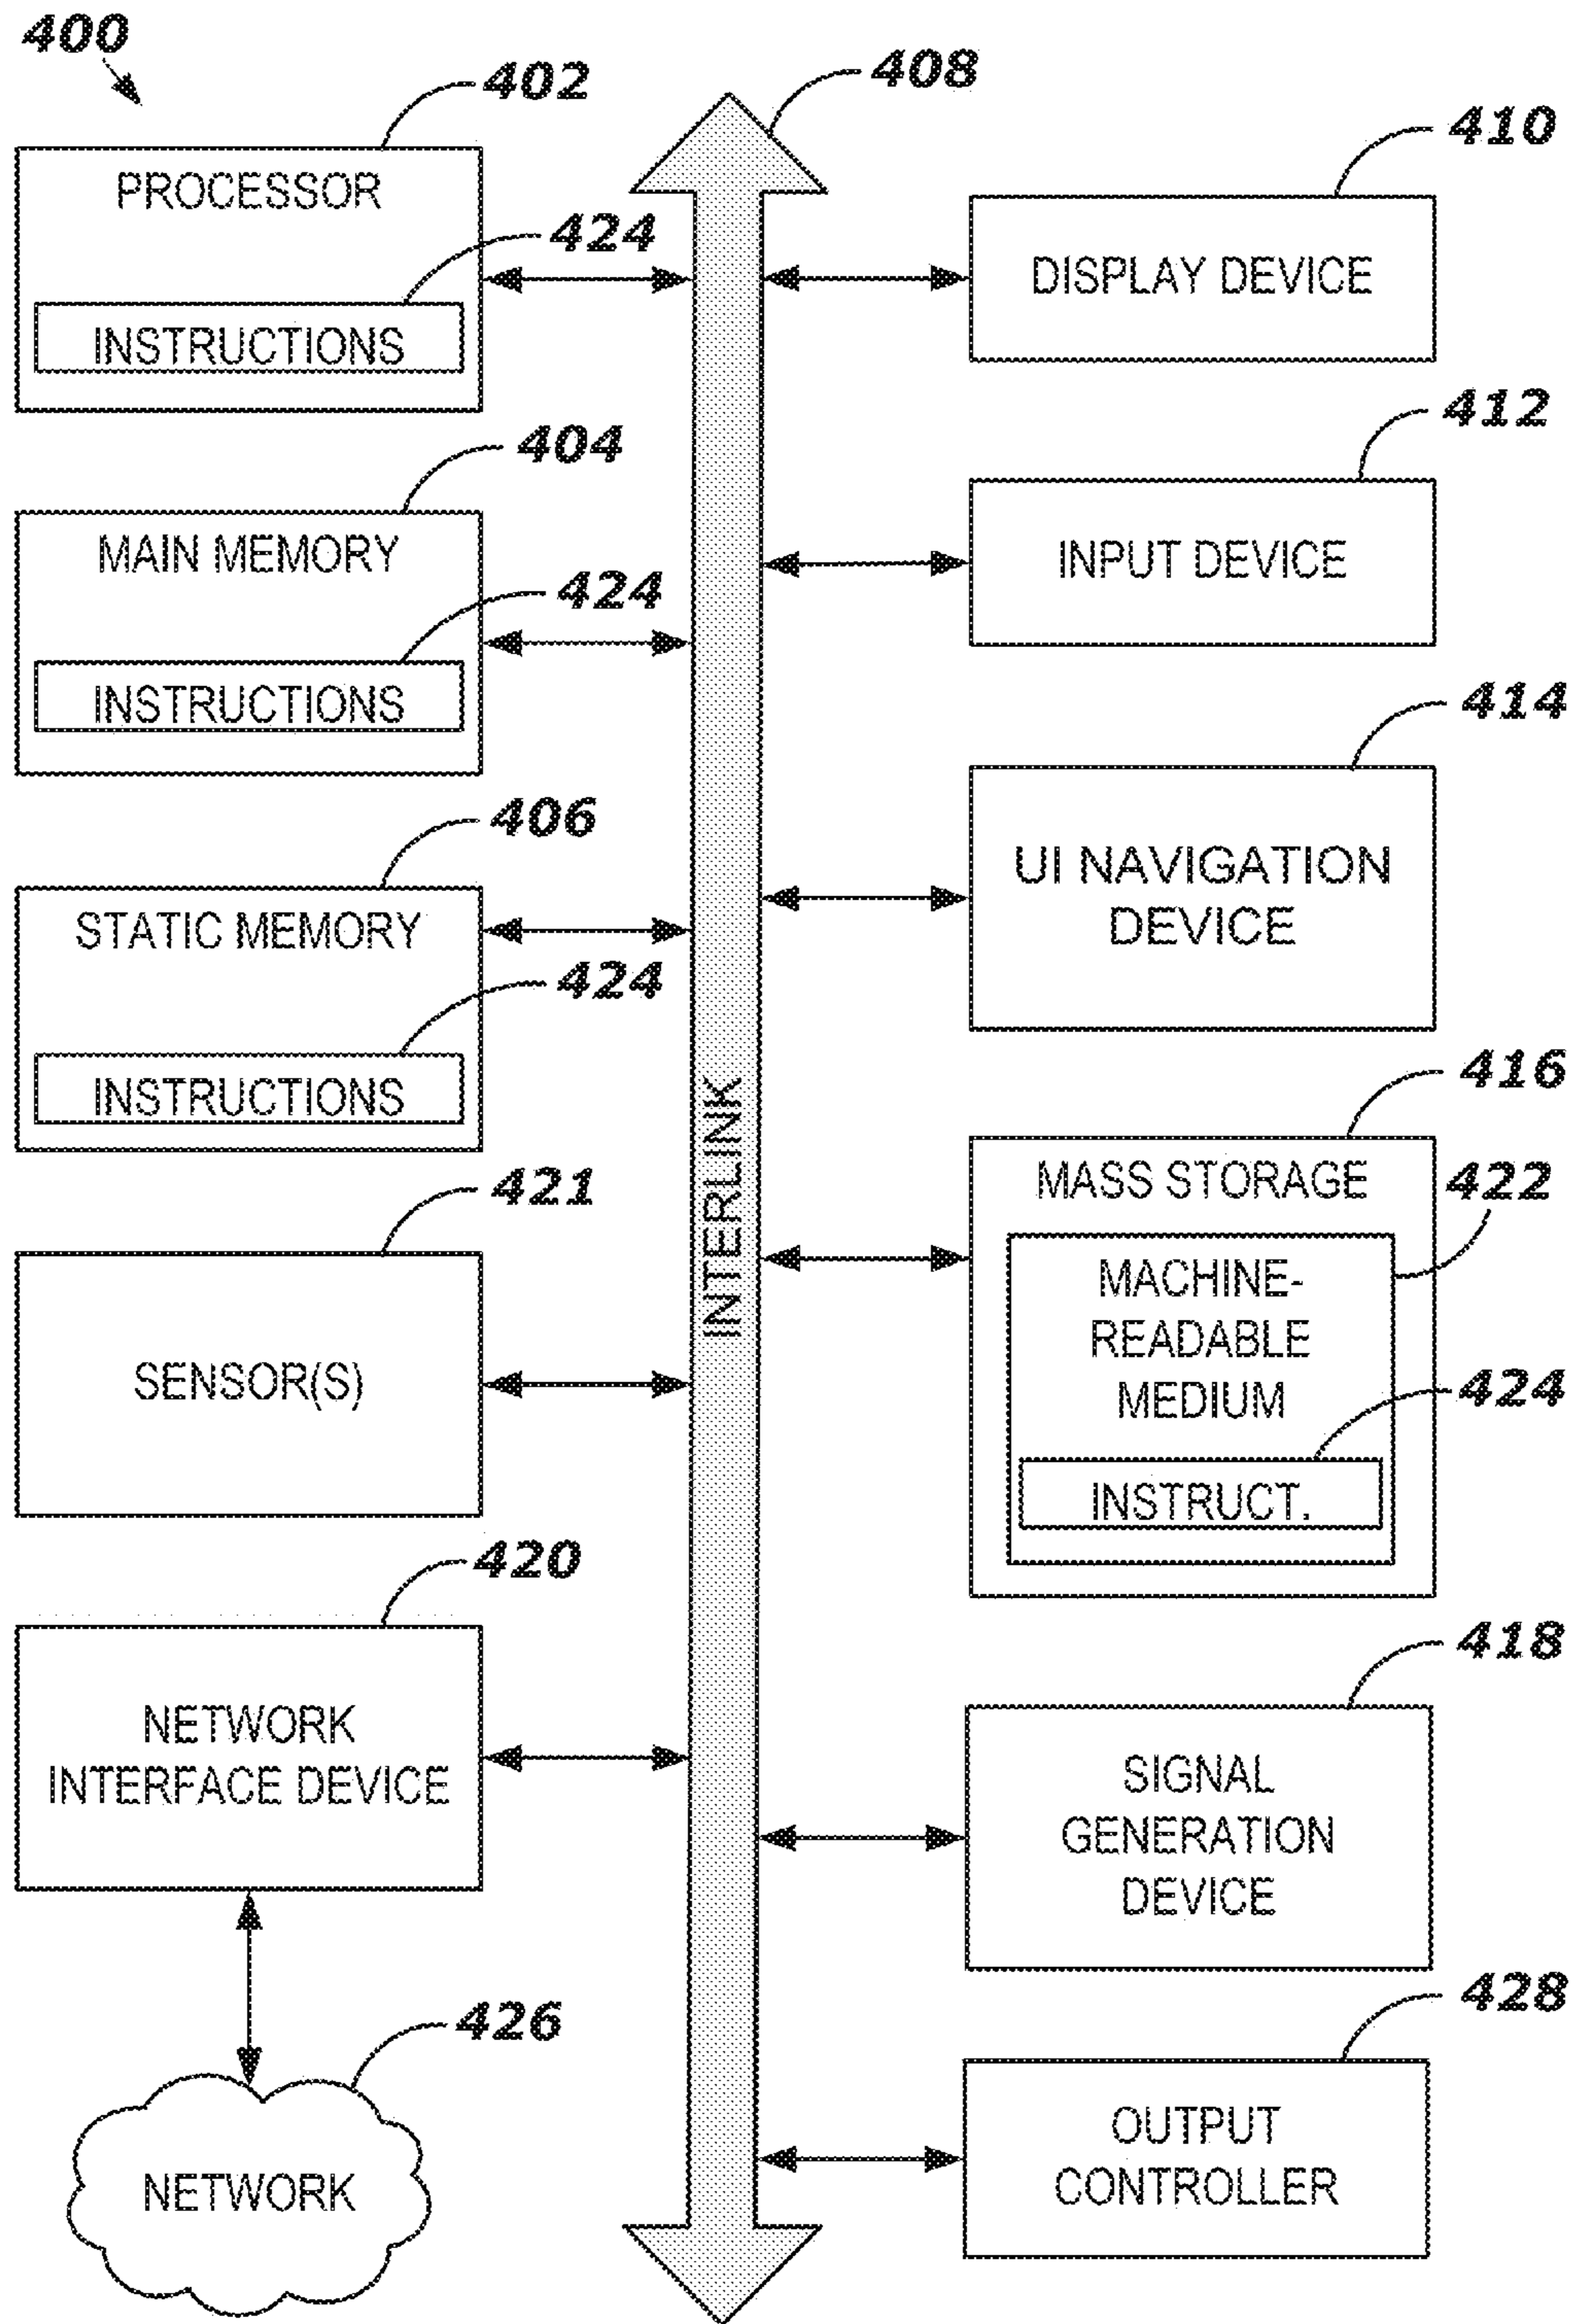 400
402
PROCESSOR
424
INSTRUCTIONS
404
MAIN MEMORY
424
INSTRUCTIONS
406
STATIC MEMORY
424
INSTRUCTIONS
421
SENSOR(S)
420
NETWORK
INTERFACE DEVICE
426
NETWORK
408
INTERLINK
410
DISPLAY DEVICE
412
INPUT DEVICE
414
UI NAVIGATION
DEVICE
416
MASS STORAGE
422
MACHINE-
READABLE
MEDIUM
424
INSTRUCT.
418
SIGNAL
GENERATION
DEVICE
428
OUTPUT
CONTROLLER